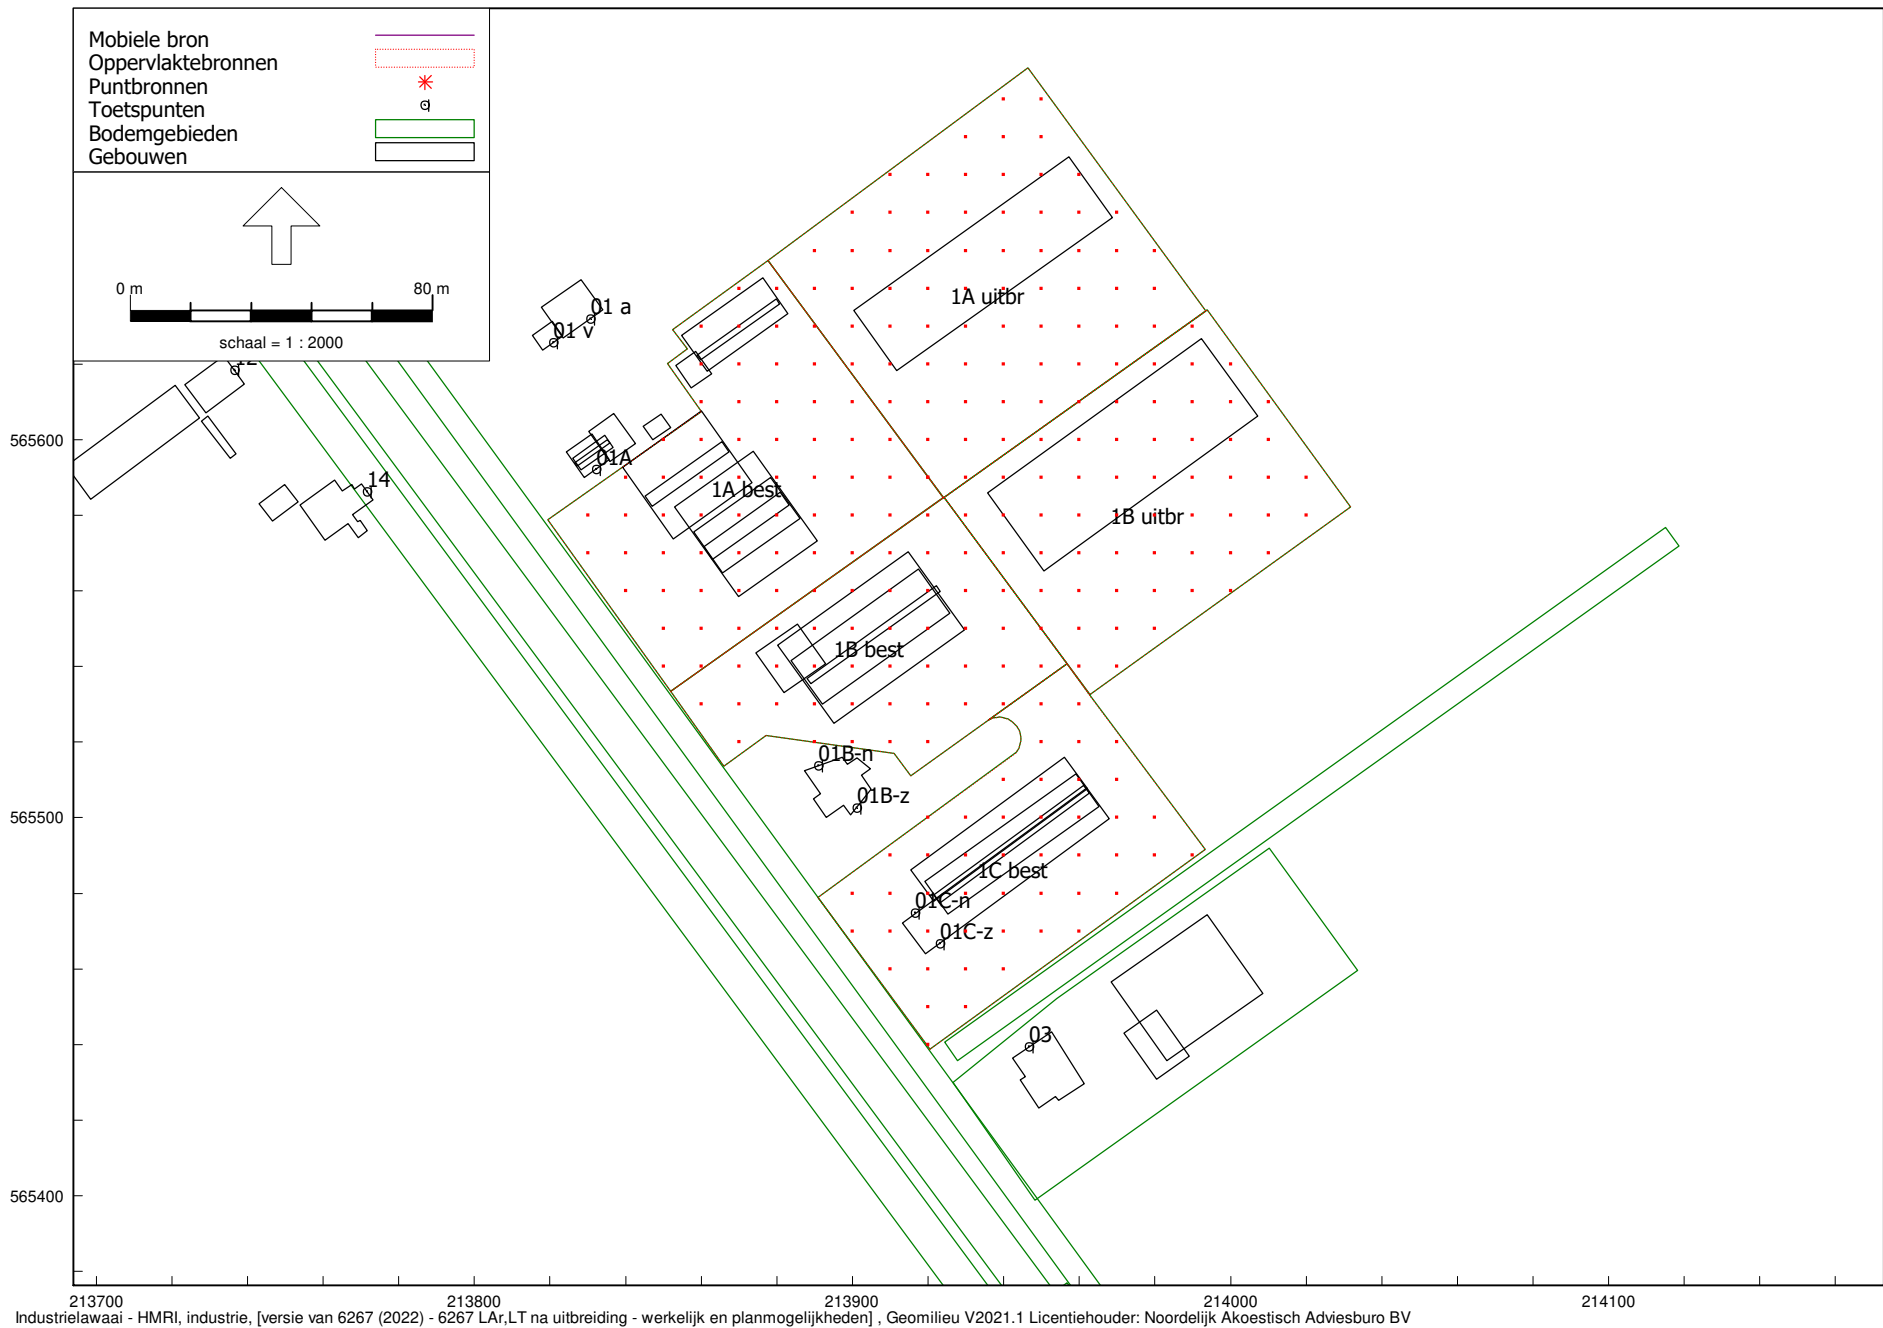 Mobiele bron
Oppervlaktebronnen
Puntbronnen
Toetspunten
Bodemgebieden
Gebouwen
0 m 80 m
schaal = 1 : 2000
01 a
01 v
1A uitbr
12
565600
01A
14
1A best
1B uitbr
1B best
01B-n
01B-z
565500
1C best
01C-n
01C-z
03
565400
213700 213800 213900 214000 214100
Industrielawaai - HMRI, industrie, [versie van 6267 (2022) - 6267 LAr,LT na uitbreiding - werkelijk en planmogelijkheden] , Geomilieu V2021.1 Licentiehouder: Noordelijk Akoestisch Adviesburo BV